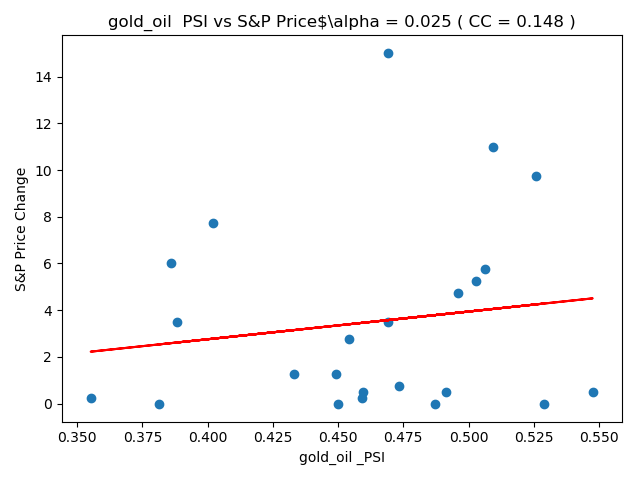 gold_oil  PSI vs S&P Price$\alpha = 0.025 ( CC = 0.148 )
14
12
10
8
6
4
2
0
S&P Price Change
0.350 0.375 0.400 0.425 0.450 0.475 0.500 0.525 0.550
gold_oil _PSI